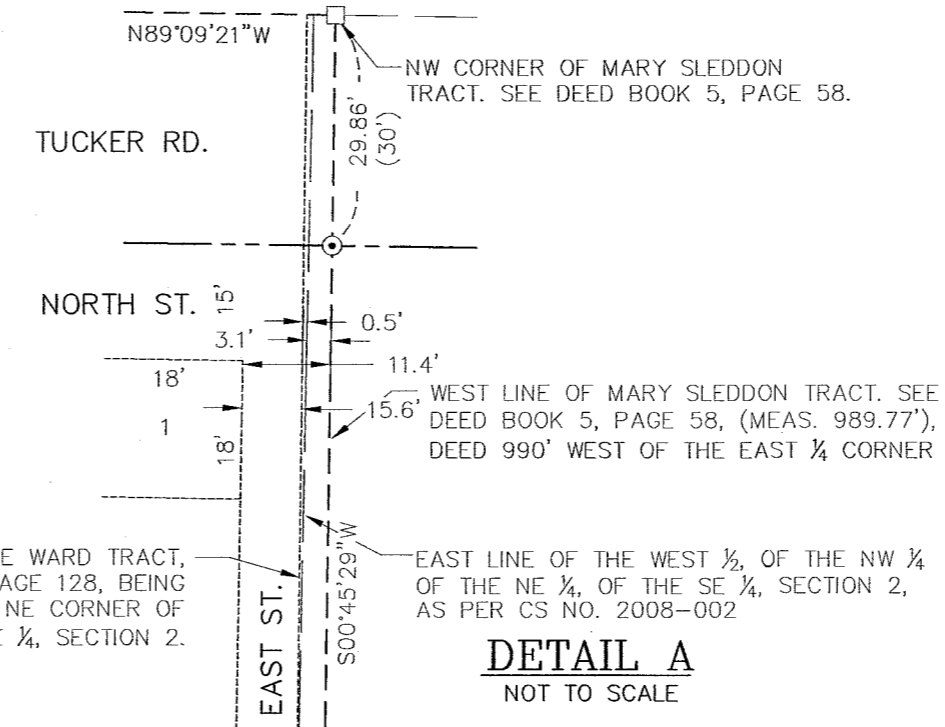 N89°09'21"W
NW CORNER OF MARY SLEDDON
TRACT. SEE DEED BOOK 5, PAGE 58.
29.86'
(30')
TUCKER RD.
NORTH ST.
15'
0.5'
3.1'
11.4'
18'
15.6'
1
18'
WEST LINE OF MARY SLEDDON TRACT. SEE
DEED BOOK 5, PAGE 58, (MEAS. 989.77'),
DEED 990' WEST OF THE EAST ¼ CORNER
S00°45'29"W
E WARD TRACT,
AGE 128, BEING
NE CORNER OF
¼, SECTION 2.
EAST ST.
EAST LINE OF THE WEST ½, OF THE NW ¼
OF THE NE ¼, OF THE SE ¼, SECTION 2,
AS PER CS NO. 2008-002
DETAIL A
NOT TO SCALE